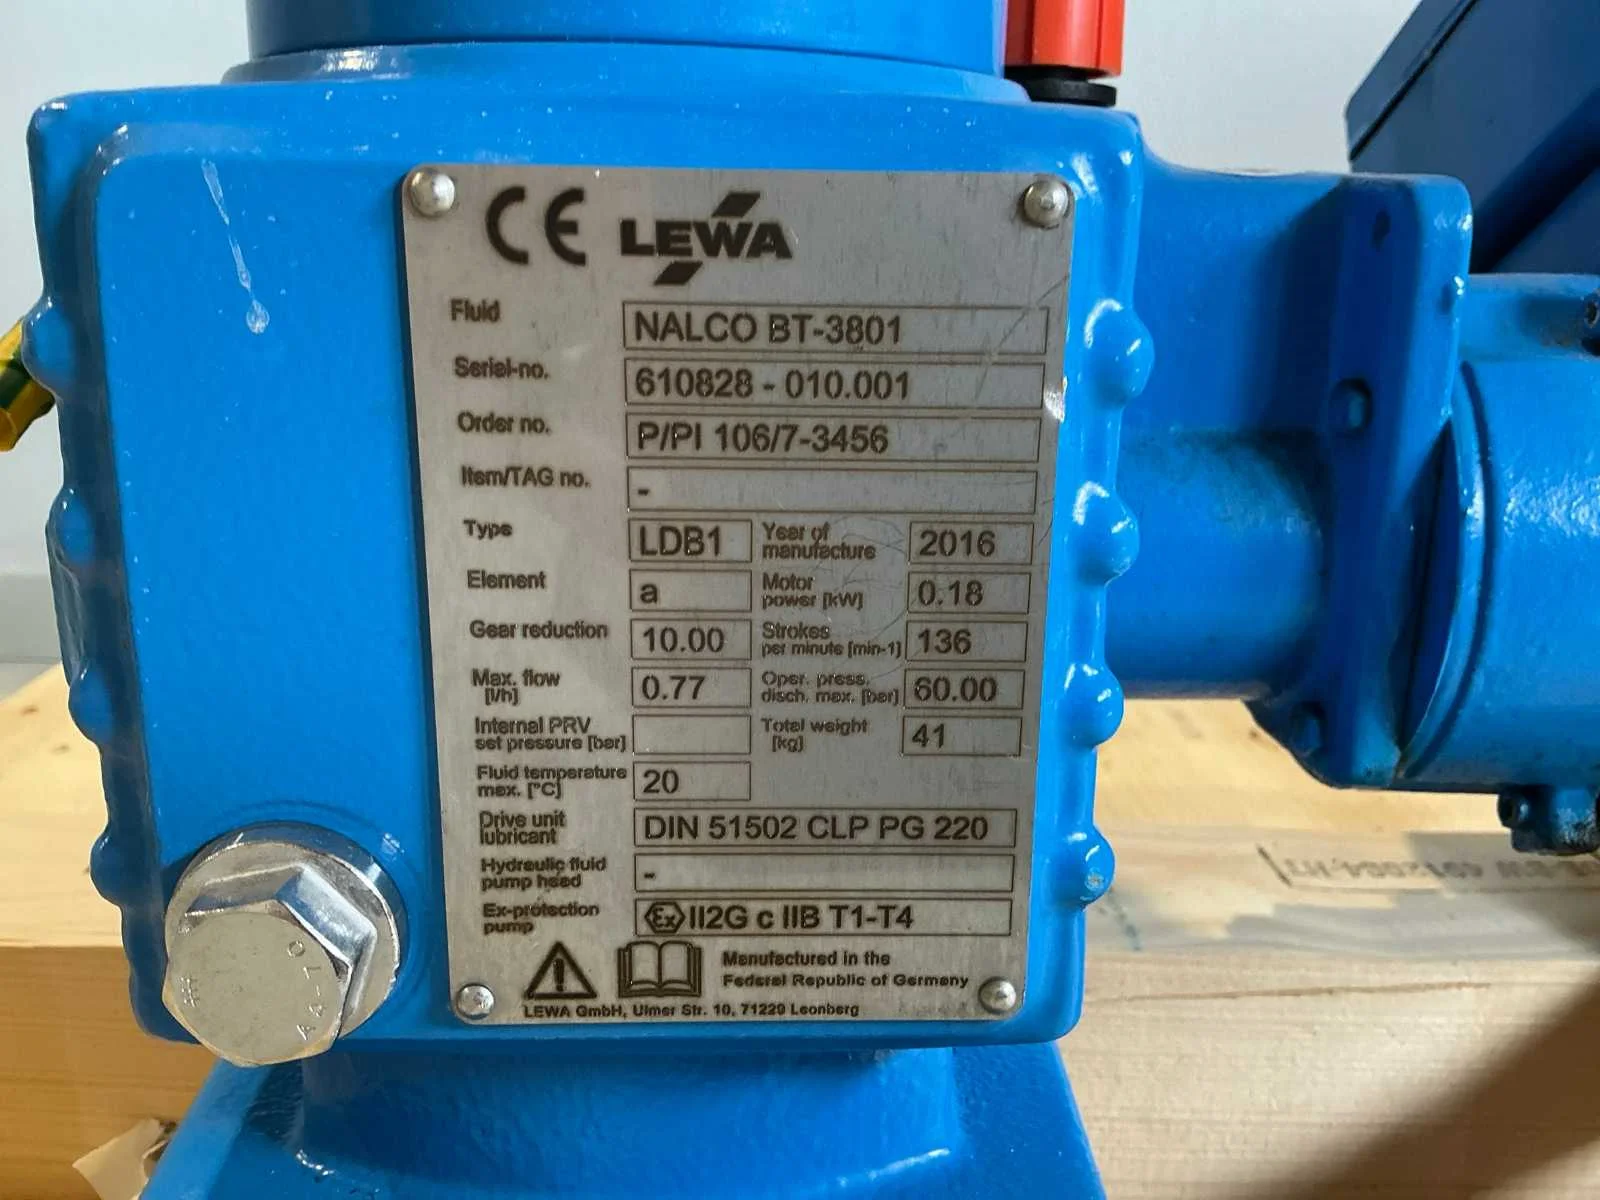 CE LEWA
Fluid NALCO BT-3801
Serial-no. 610828 - 010.001
Order no. P/PI 106/7-3456
Item/TAG no. -
Type LDB1 Year of manufacture 2016
Element a Motor power [kW] 0.18
Gear reduction 10.00 Strokes per minute [min-1] 136
Max. flow [l/h] 0.77 Oper. press. disch. max. [bar] 60.00
Internal PRV set pressure [bar] Total weight [kg] 41
Fluid temperature max. [°C] 20
Drive unit lubricant DIN 51502 CLP PG 220
Hydraulic fluid pump head -
Ex-protection pump Ex II2G c IIB T1-T4
Manufactured in the
Federal Republic of Germany
LEWA GmbH, Ulmer Str. 10, 71229 Leonberg
A4-70